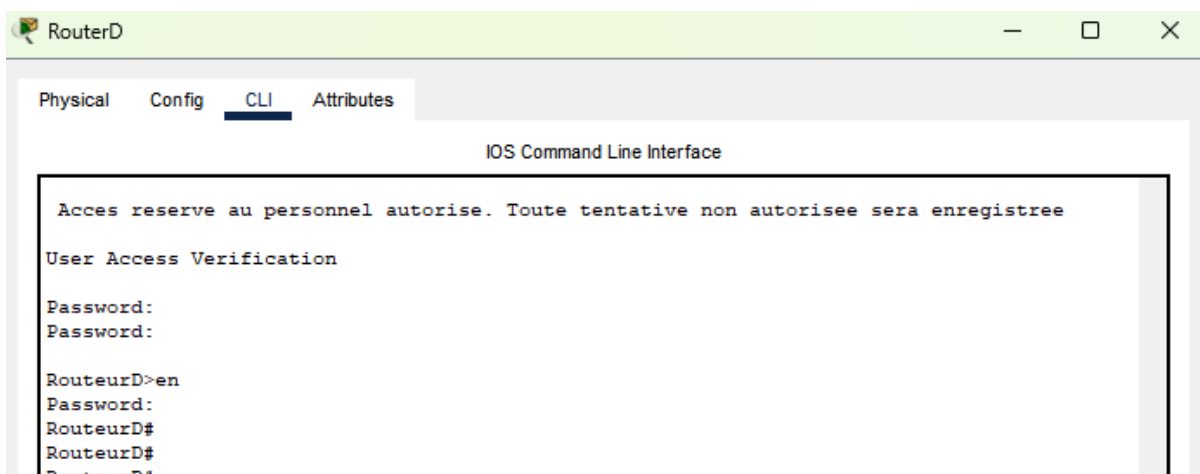 RouterD
Physical Config CLI Attributes
IOS Command Line Interface
Acces reserve au personnel autorise. Toute tentative non autorisee sera enregistree
User Access Verification
Password:
Password:
RouteurD>en
Password:
RouteurD#
RouteurD#